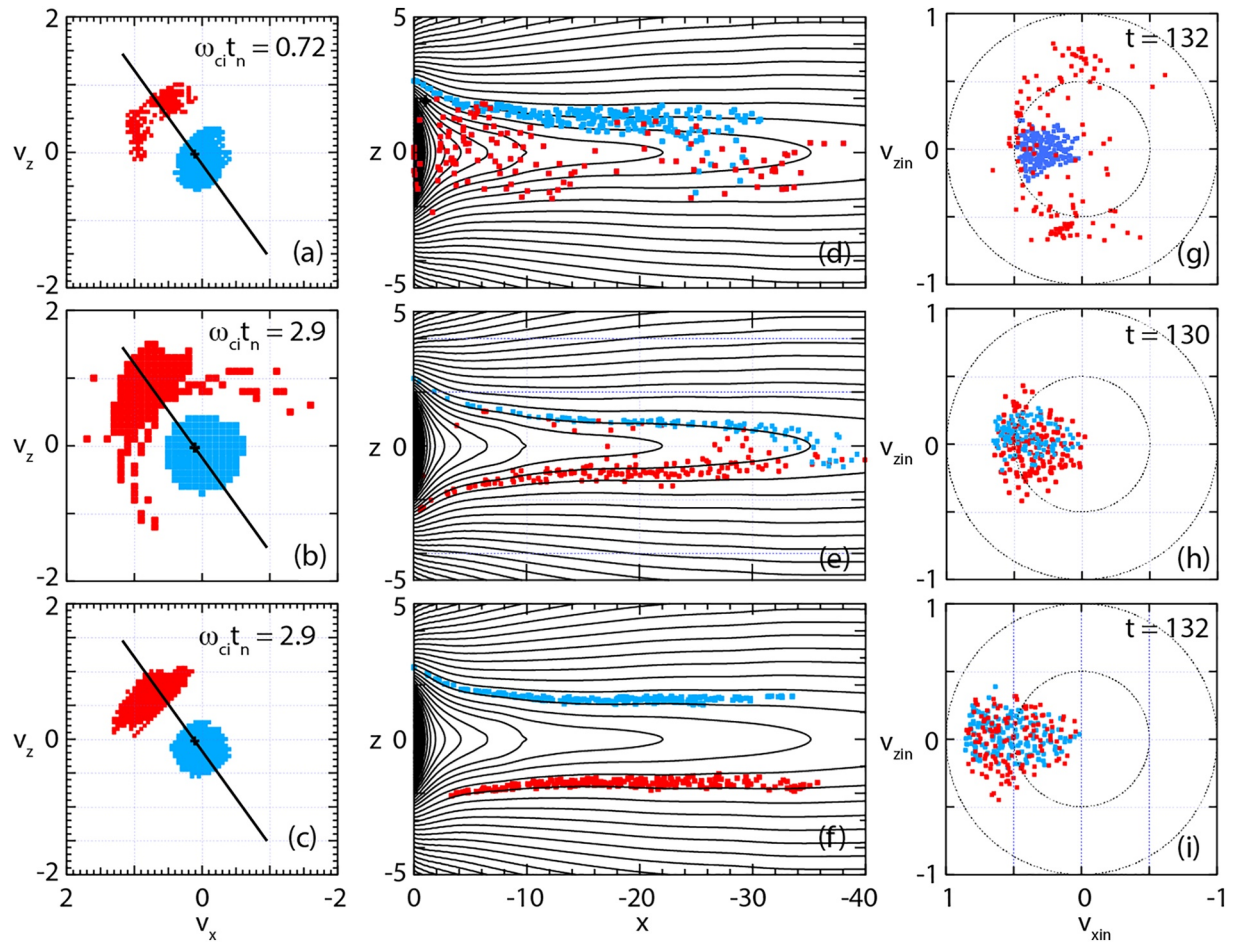 2
ω_ci t_n = 0.72
v_z
0
(a)
-2
5
z
0
(d)
-5
1
t = 132
v_zin
0
(g)
-1
2
ω_ci t_n = 2.9
v_z
0
(b)
-2
5
z
0
(e)
-5
1
t = 130
v_zin
0
(h)
-1
2
ω_ci t_n = 2.9
v_z
0
(c)
-2
2
0
-2
v_x
5
z
0
(f)
-5
0
-10
-20
-30
-40
x
1
t = 132
v_zin
0
(i)
-1
1
0
-1
v_xin